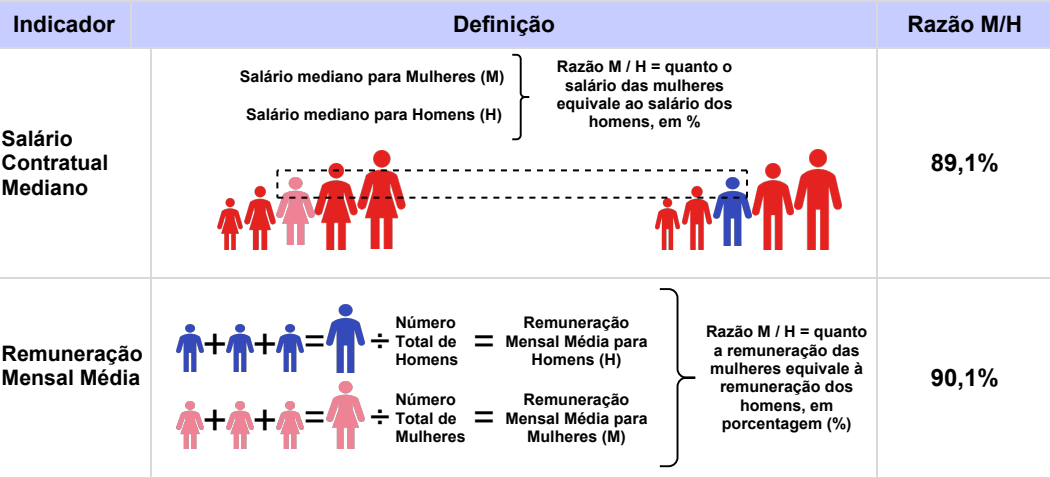 Indicador
Definição
Razão M/H
Salário
Contratual
Mediano
Salário mediano para Mulheres (M)
Salário mediano para Homens (H)
Razão M / H = quanto o
salário das mulheres
equivale ao salário dos
homens, em %
89,1%
Remuneração
Mensal Média
+ + = ÷
Número
Total de
Homens
=
Remuneração
Mensal Média para
Homens (H)
+ + = ÷
Número
Total de
Mulheres
=
Remuneração
Mensal Média para
Mulheres (M)
Razão M / H = quanto
a remuneração das
mulheres equivale à
remuneração dos
homens, em
porcentagem (%)
90,1%